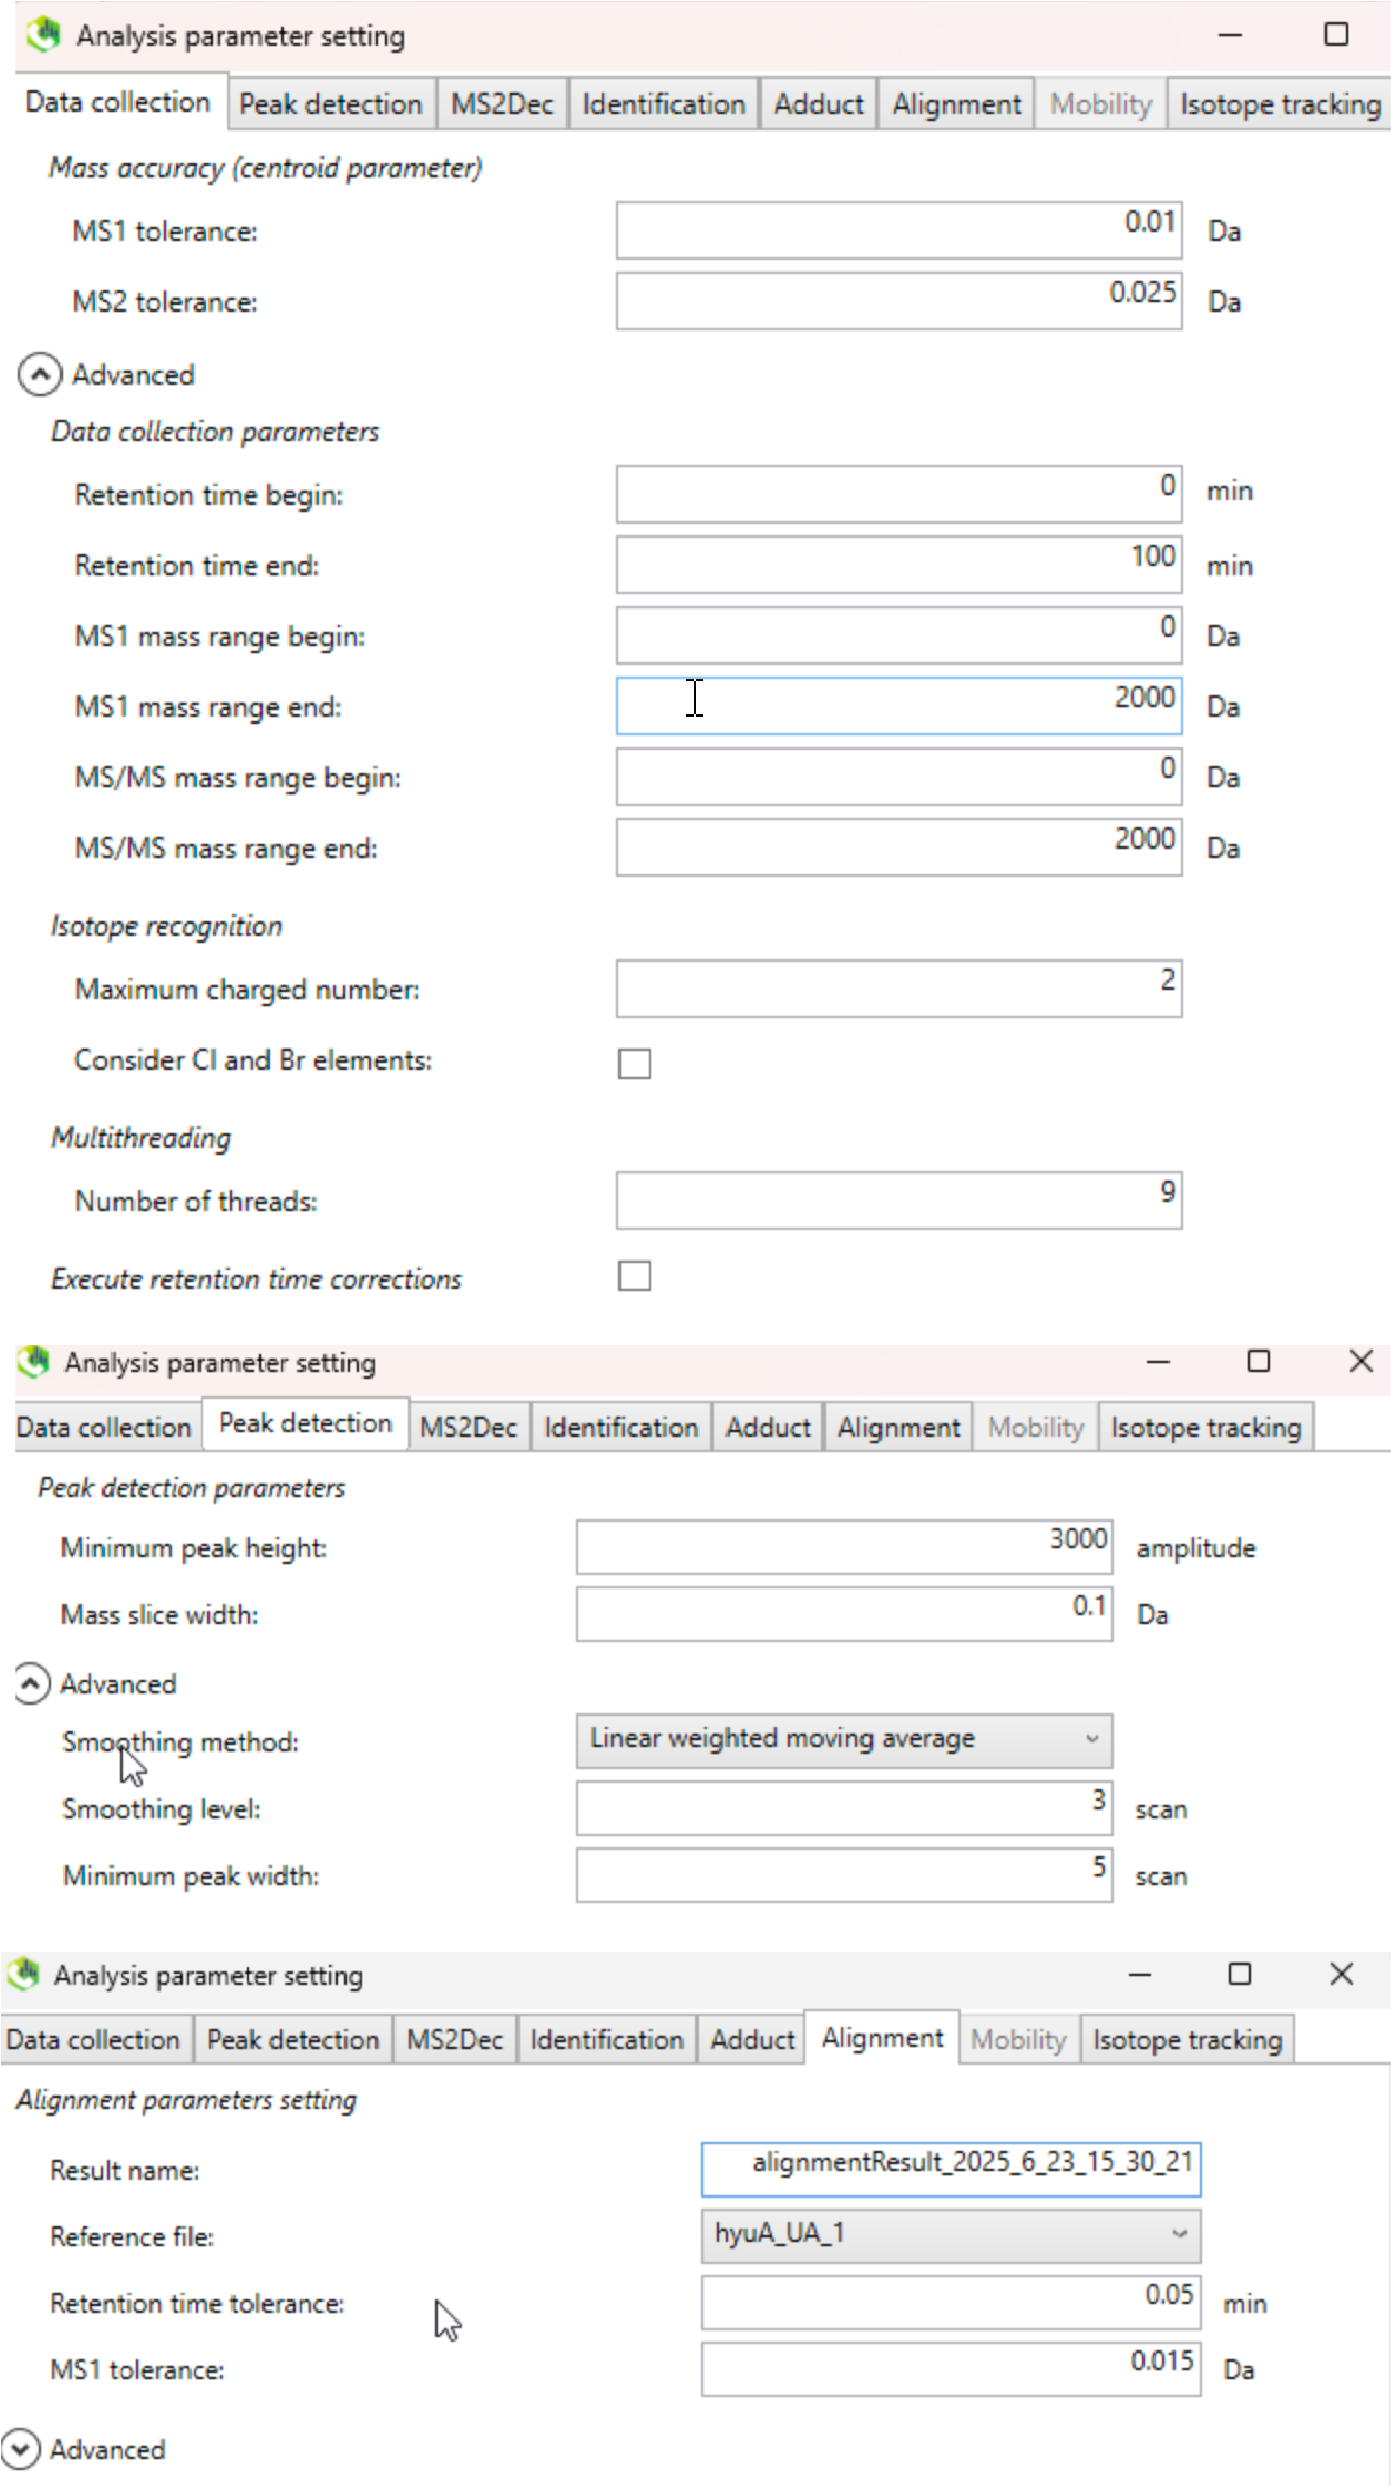 Analysis parameter setting
Data collection Peak detection MS2Dec Identification Adduct Alignment Mobility Isotope tracking
Mass accuracy (centroid parameter)
MS1 tolerance: 0.01 Da
MS2 tolerance: 0.025 Da
Advanced
Data collection parameters
Retention time begin: 0 min
Retention time end: 100 min
MS1 mass range begin: 0 Da
MS1 mass range end: 2000 Da
MS/MS mass range begin: 0 Da
MS/MS mass range end: 2000 Da
Isotope recognition
Maximum charged number: 2
Consider Cl and Br elements:
Multithreading
Number of threads: 9
Execute retention time corrections
Analysis parameter setting
Data collection Peak detection MS2Dec Identification Adduct Alignment Mobility Isotope tracking
Peak detection parameters
Minimum peak height: 3000 amplitude
Mass slice width: 0.1 Da
Advanced
Smoothing method: Linear weighted moving average
Smoothing level: 3 scan
Minimum peak width: 5 scan
Analysis parameter setting
Data collection Peak detection MS2Dec Identification Adduct Alignment Mobility Isotope tracking
Alignment parameters setting
Result name: alignmentResult_2025_6_23_15_30_21
Reference file: hyuA_UA_1
Retention time tolerance: 0.05 min
MS1 tolerance: 0.015 Da
Advanced